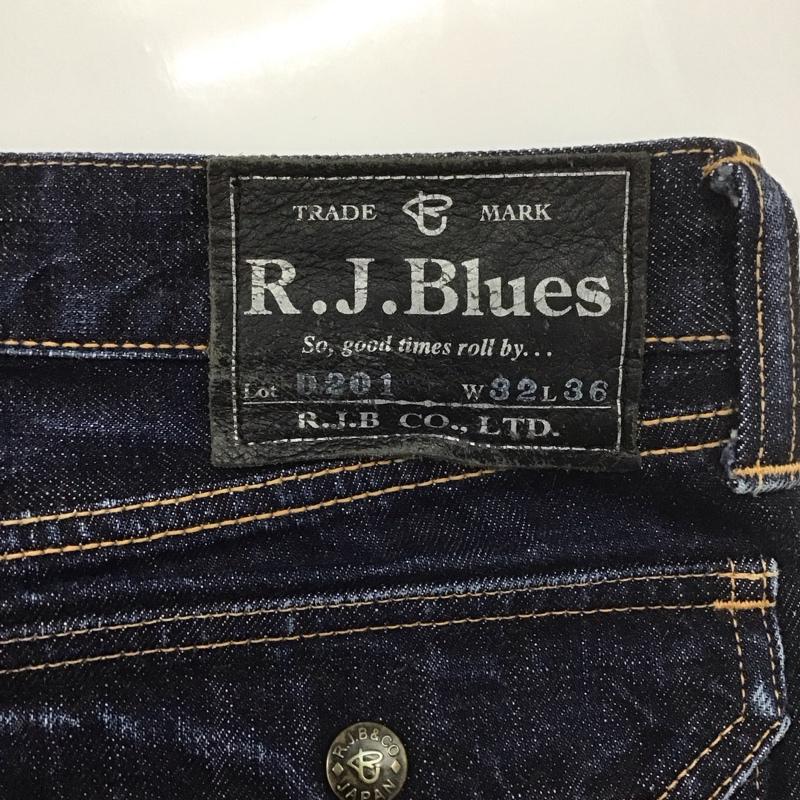 TRADE MARK
R.J.Blues
So, good times roll by...
Lot D201 W32L36
R.J.B CO., LTD.
R.J.B&CO
JAPAN